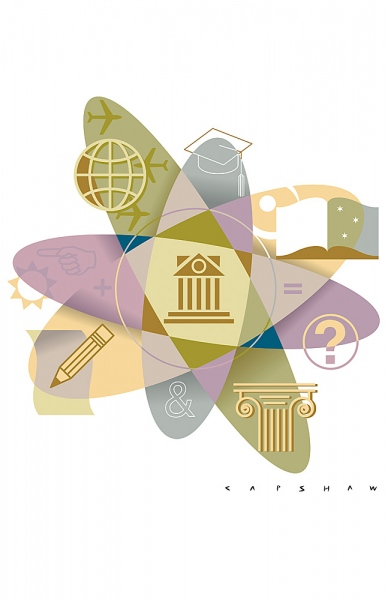 +
=
?
&
CAPSHAW